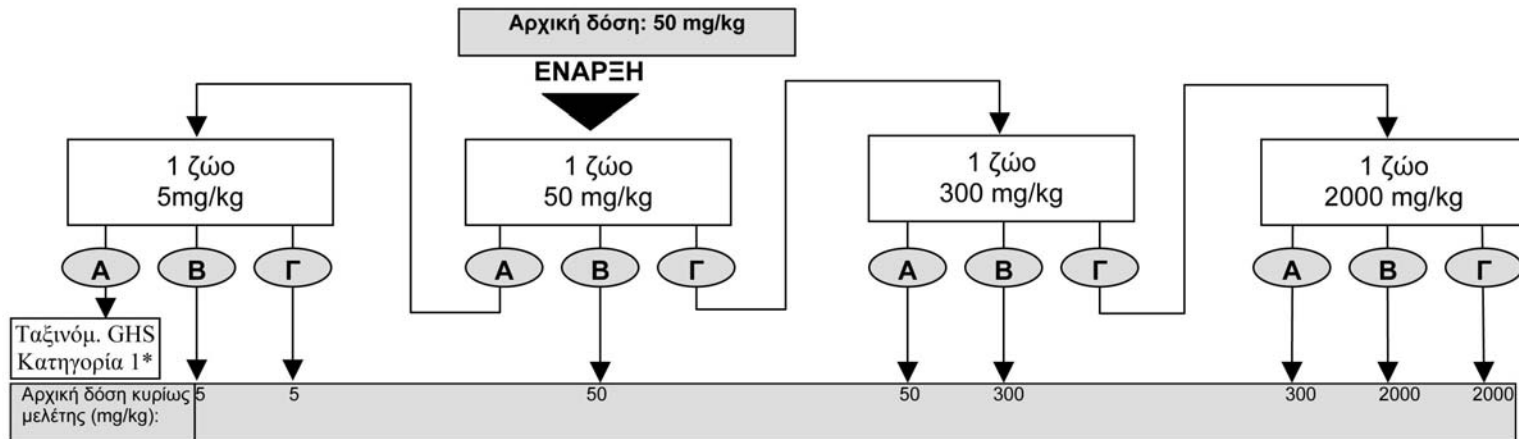 Αρχική δόση: 50 mg/kg
ΕΝΑΡΞΗ
1 ζώο
5mg/kg
1 ζώο
50 mg/kg
1 ζώο
300 mg/kg
1 ζώο
2000 mg/kg
Α Β Γ Α Β Γ Α Β Γ Α Β Γ
Ταξινόμ. GHS
Κατηγορία 1*
Αρχική δόση κυρίως
μελέτης (mg/kg):
5 5 50 50 300 300 2000 2000